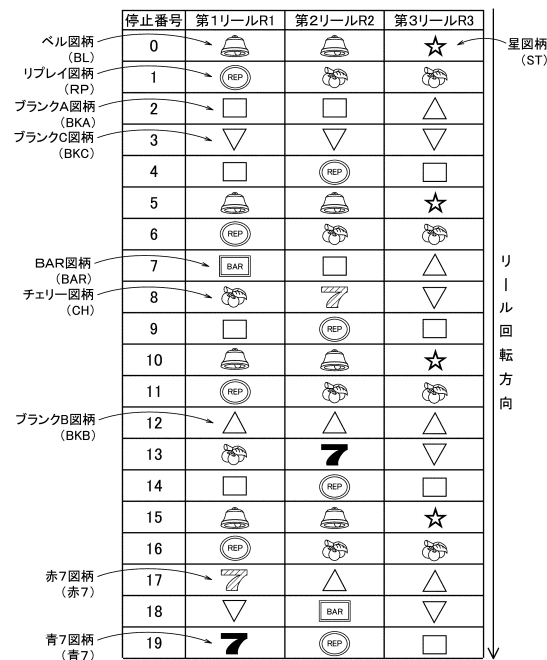 停止番号 第1リールR1 第2リールR2 第3リールR3
ベル図柄
(BL)
0
星図柄
(ST)
リプレイ図柄
(RP)
1 REP
ブランクA図柄
(BKA)
2
ブランクC図柄
(BKC)
3
4 REP
5
6 REP
BAR図柄
(BAR)
7 BAR
チェリー図柄
(CH)
8 7
9 REP
10
11 REP
ブランクB図柄
(BKB)
12
13 7
14 REP
15
16 REP
赤7図柄
(赤7)
17 7
18 BAR
青7図柄
(青7)
19 7 REP
リール回転方向